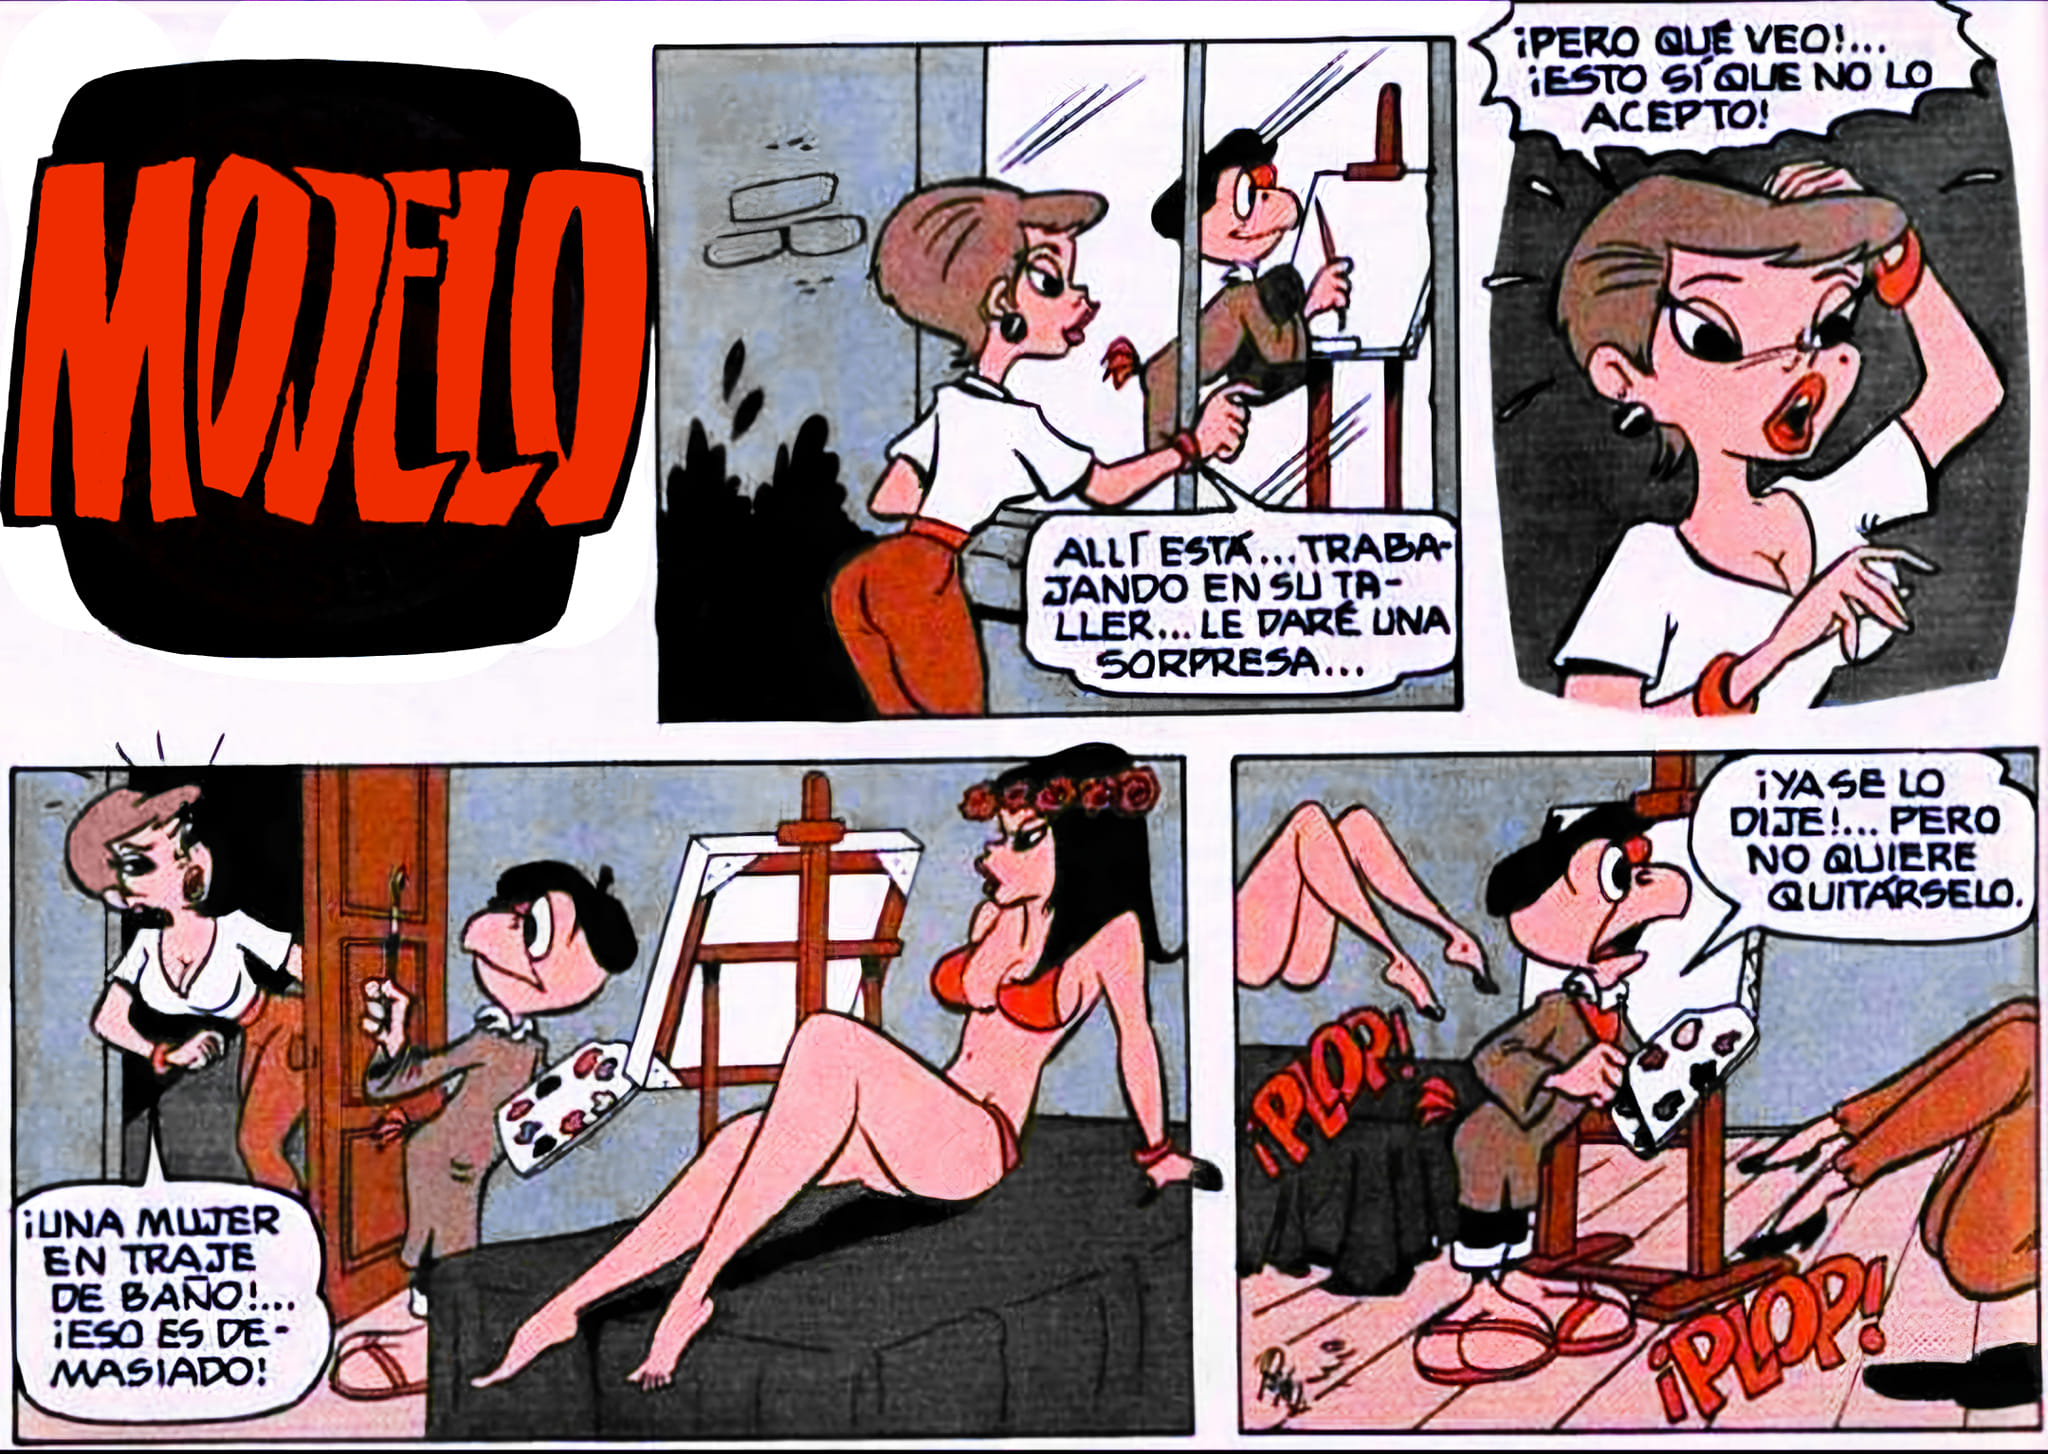 MODELO
ALLÍ ESTÁ... TRABA-
JANDO EN SU TA-
LLER... LE DARÉ UNA
SORPRESA...
¡PERO QUÉ VEO!...
¡ESTO SÍ QUE NO LO
ACEPTO!
¡UNA MUJER
EN TRAJE
DE BAÑO!...
¡ESO ES DE-
MASIADO!
¡YA SE LO
DIJE!... PERO
NO QUIERE
QUITÁRSELO.
¡PLOP!
¡PLOP!